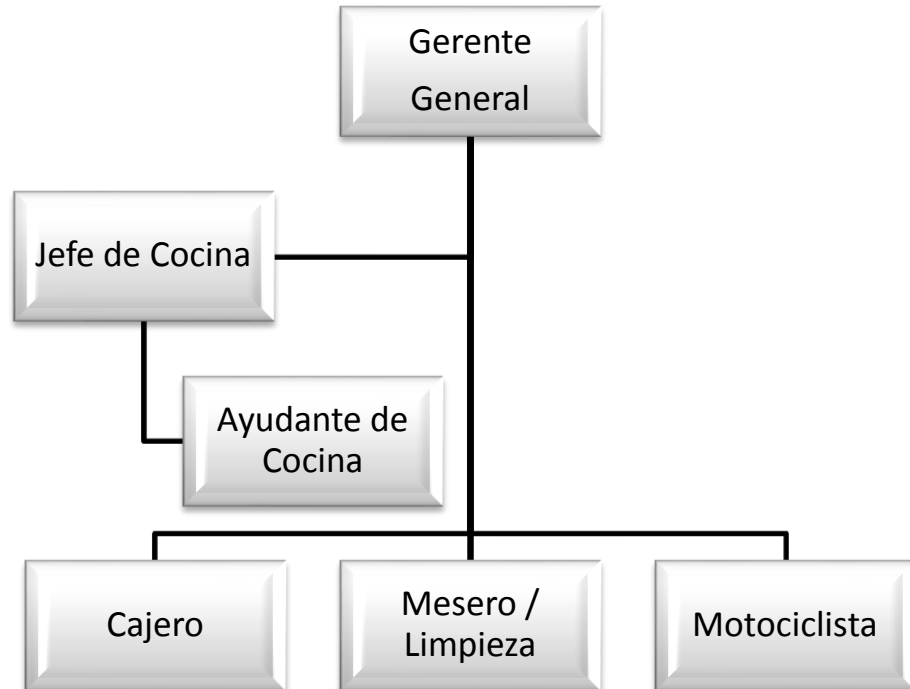 Gerente
General
Jefe de Cocina
Ayudante de
Cocina
Cajero
Mesero /
Limpieza
Motociclista